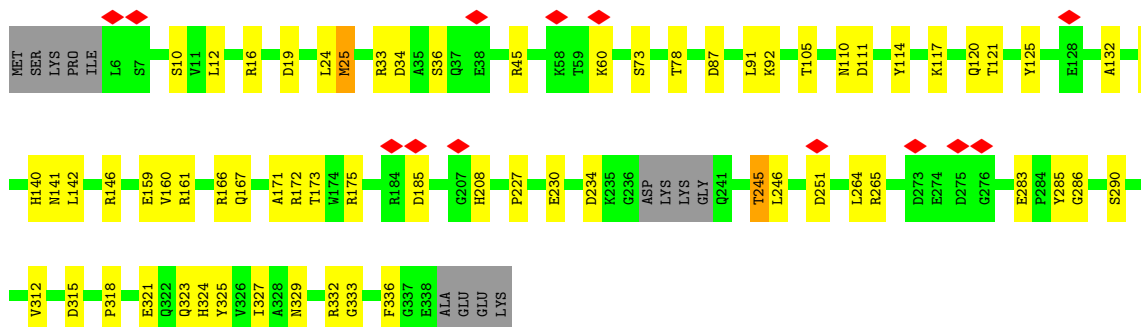 MET SER LYS PRO ILE L6 S7 S10 V11 L12 R16 D19 L24 M25 R33 D34 A35 S36 Q37 E38 R45 K58 T59 K60 S73 T78 D87 L91 K92 T105 N110 D111 Y114 K117 Q120 T121 Y125 E128 A132
H140 N141 L142 R146 E159 V160 R161 R166 Q167 A171 R172 T173 W174 R175 R184 D185 G207 H208 P227 E230 D234 K235 G236 ASP LYS LYS GLY Q241 T245 L246 D251 L264 R265 D273 E274 D275 G276 E283 P284 Y285 G286 S290
V312 D315 P318 E321 Q322 Q323 H324 Y325 V326 I327 A328 N329 R332 G333 F336 G337 E338 ALA GLU GLU LYS